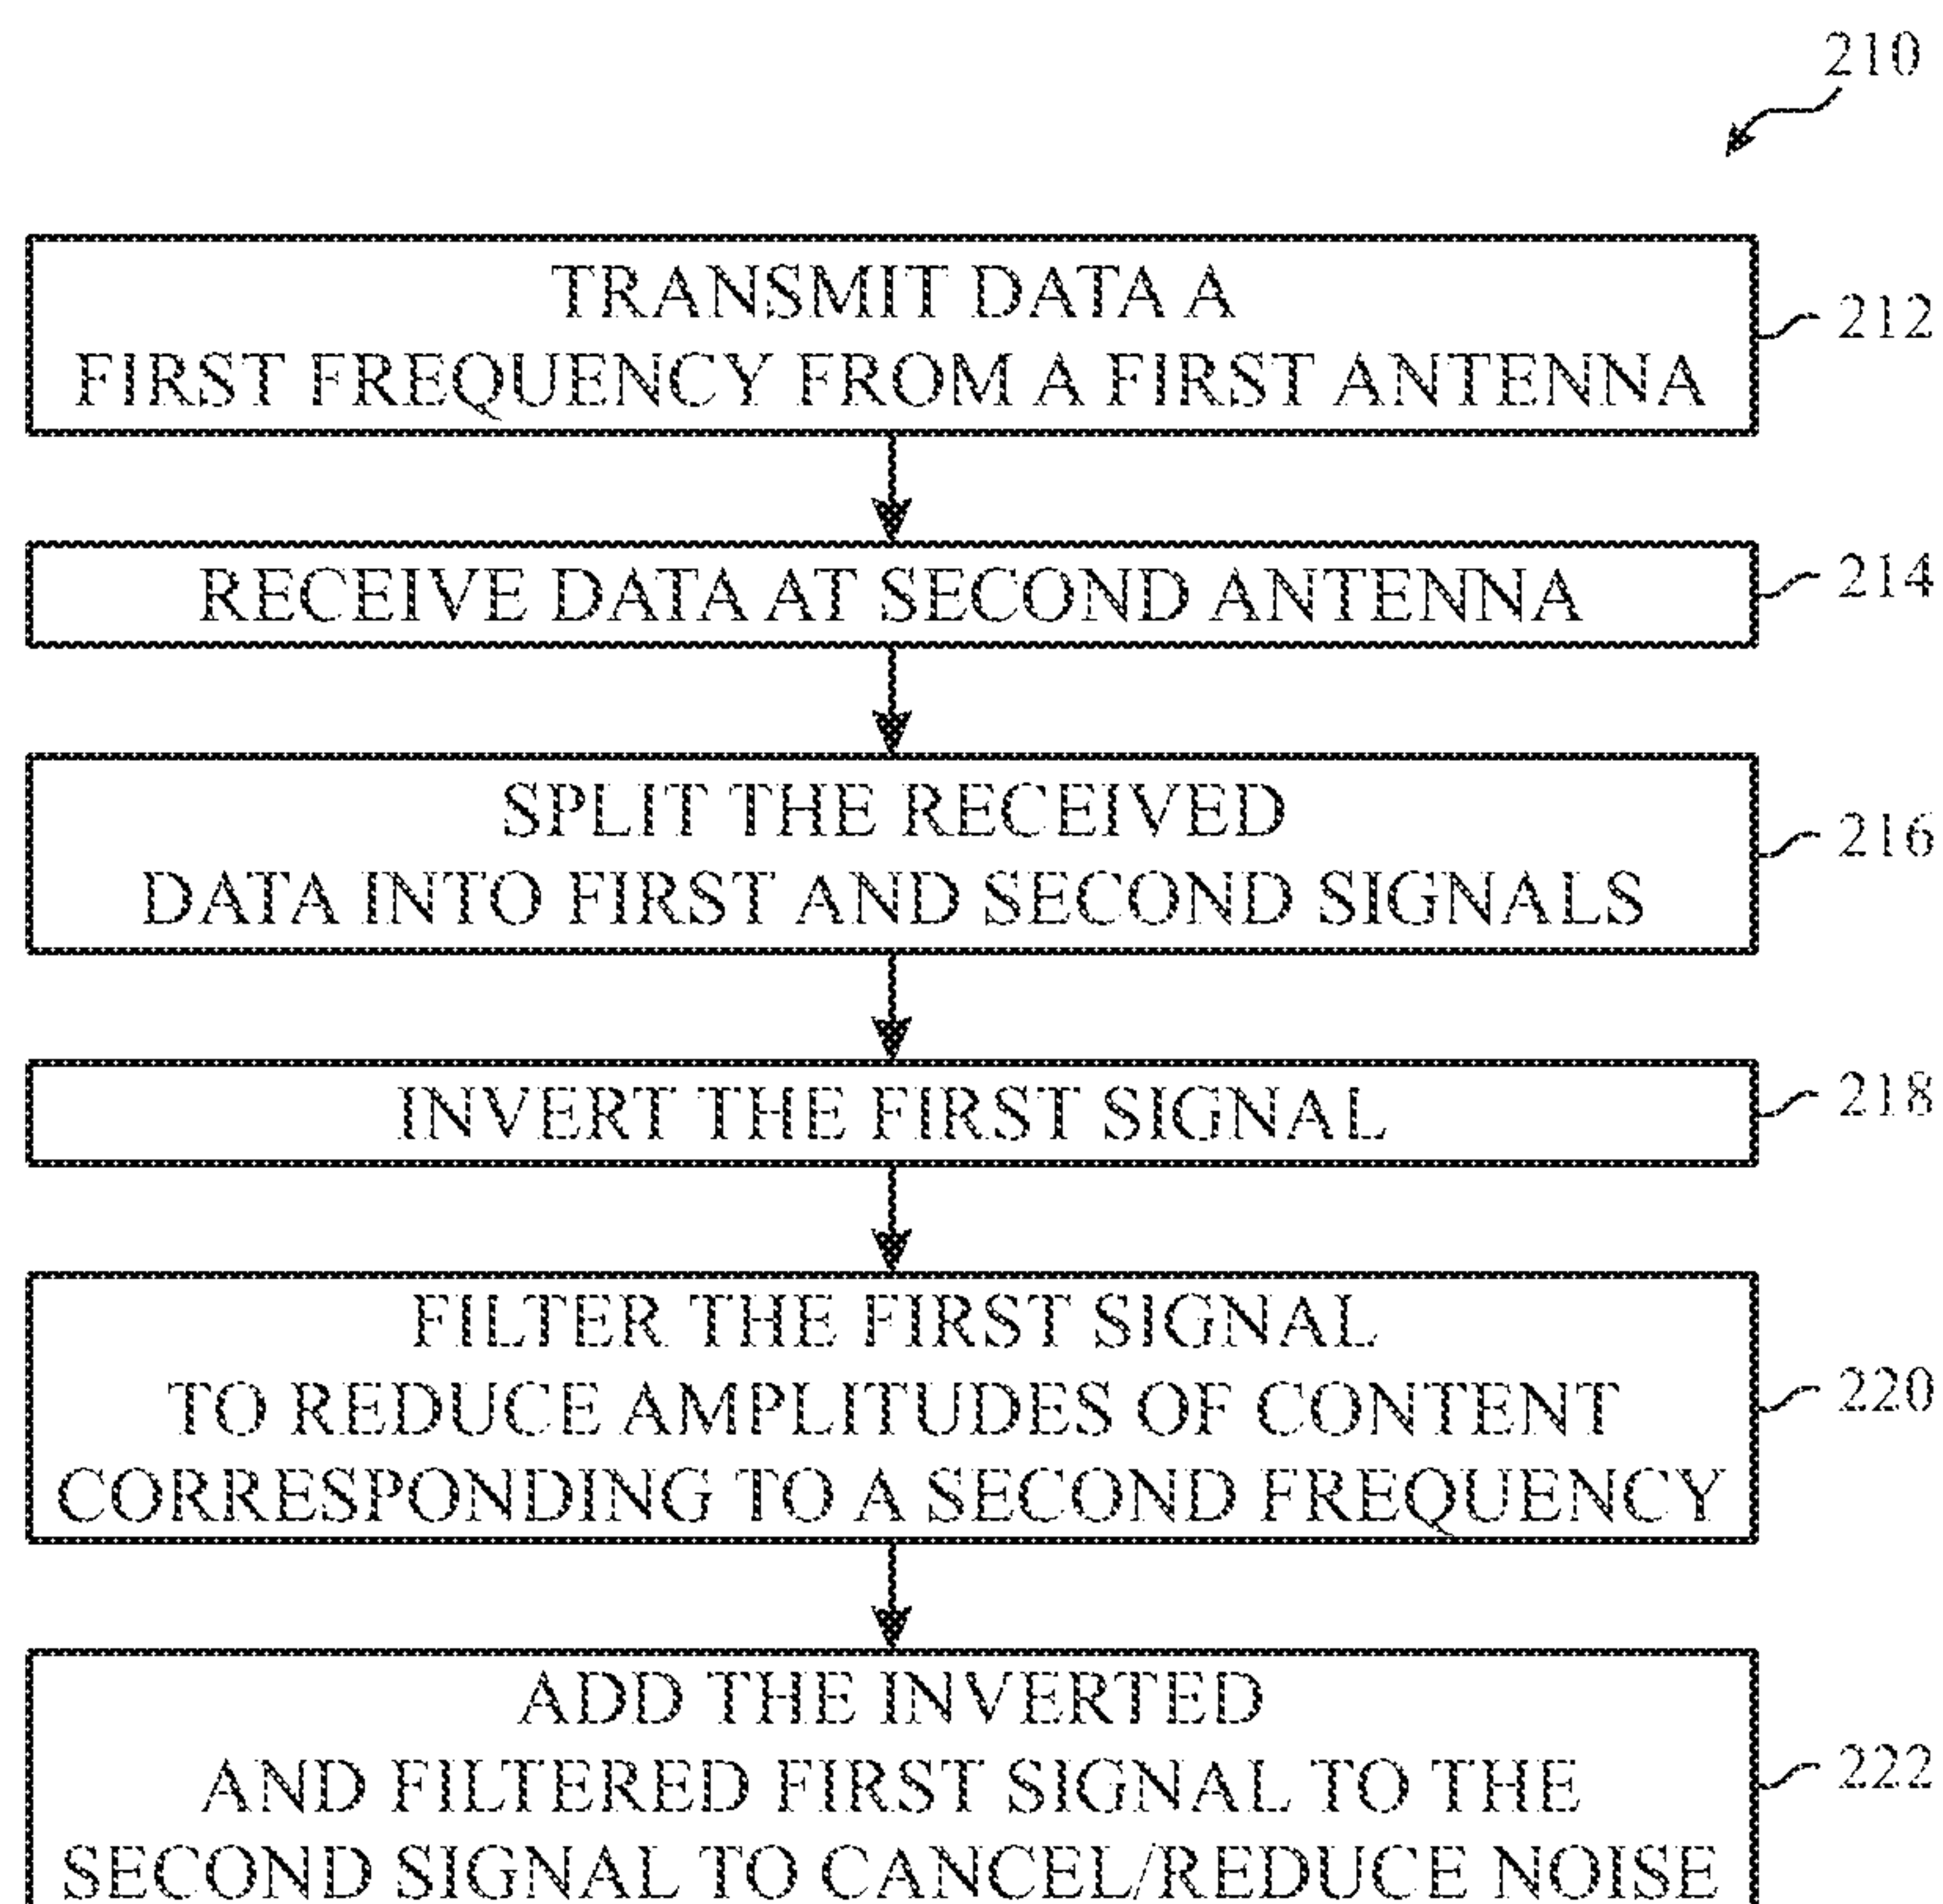 210
TRANSMIT DATA A
FIRST FREQUENCY FROM A FIRST ANTENNA
212
RECEIVE DATA AT SECOND ANTENNA
214
SPLIT THE RECEIVED
DATA INTO FIRST AND SECOND SIGNALS
216
INVERT THE FIRST SIGNAL
218
FILTER THE FIRST SIGNAL
TO REDUCE AMPLITUDES OF CONTENT
CORRESPONDING TO A SECOND FREQUENCY
220
ADD THE INVERTED
AND FILTERED FIRST SIGNAL TO THE
SECOND SIGNAL TO CANCEL/REDUCE NOISE
222